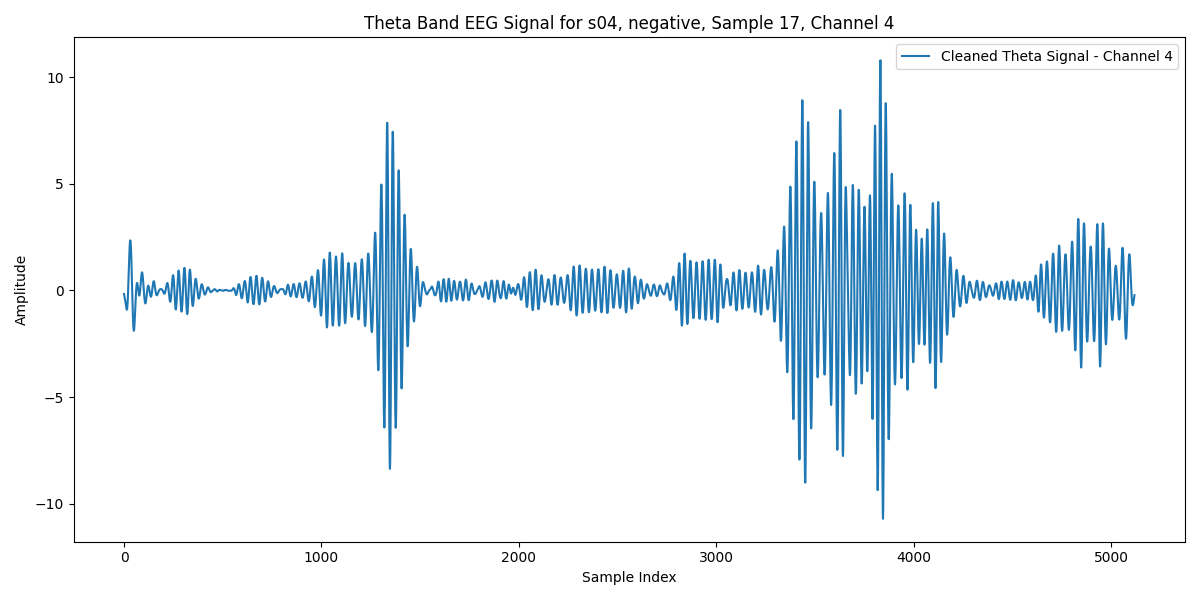 Theta Band EEG Signal for s04, negative, Sample 17, Channel 4
Cleaned Theta Signal - Channel 4
10
5
0
−5
−10
Amplitude
0 1000 2000 3000 4000 5000
Sample Index